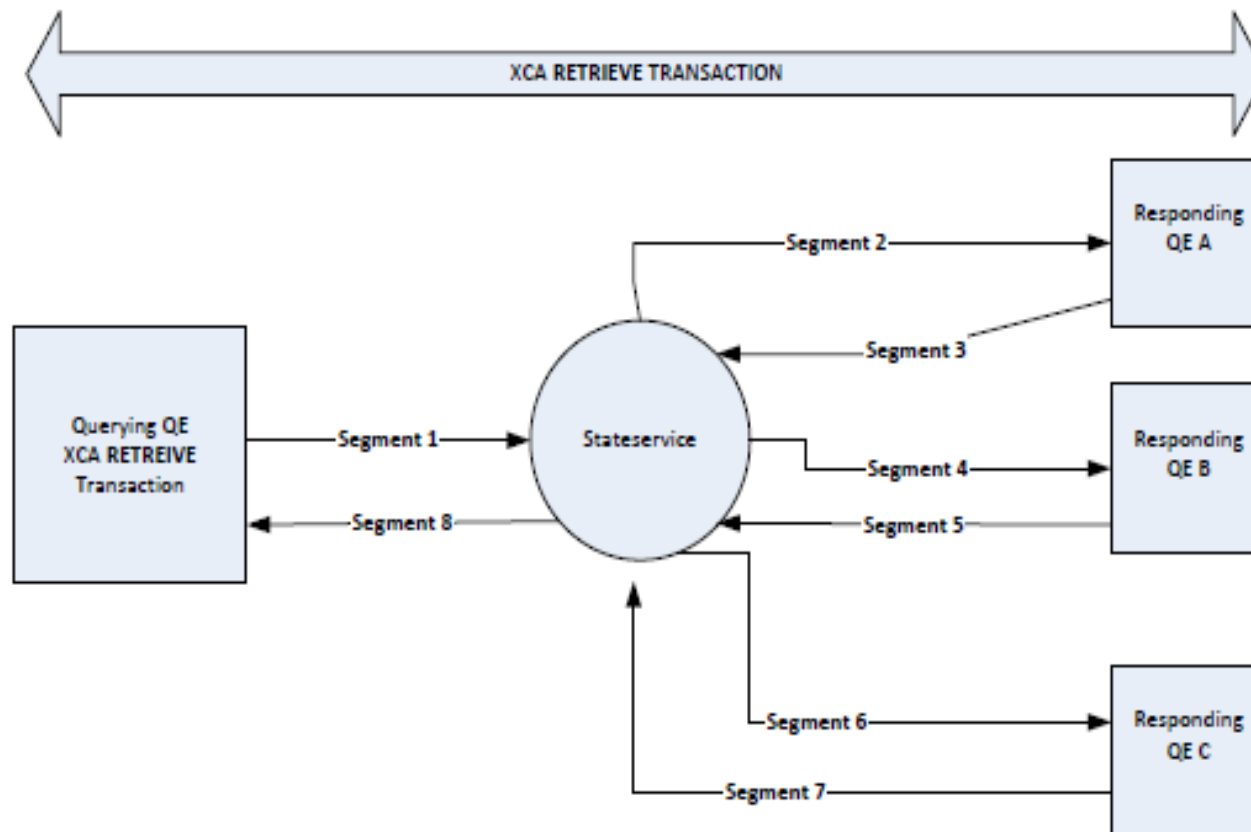 XCA RETRIEVE TRANSACTION
Responding
QE A
Segment 2
Segment 3
Querying QE
XCA RETREIVE
Transaction
Segment 1
Stateservice
Segment 4
Responding
QE B
Segment 8
Segment 5
Segment 6
Responding
QE C
Segment 7